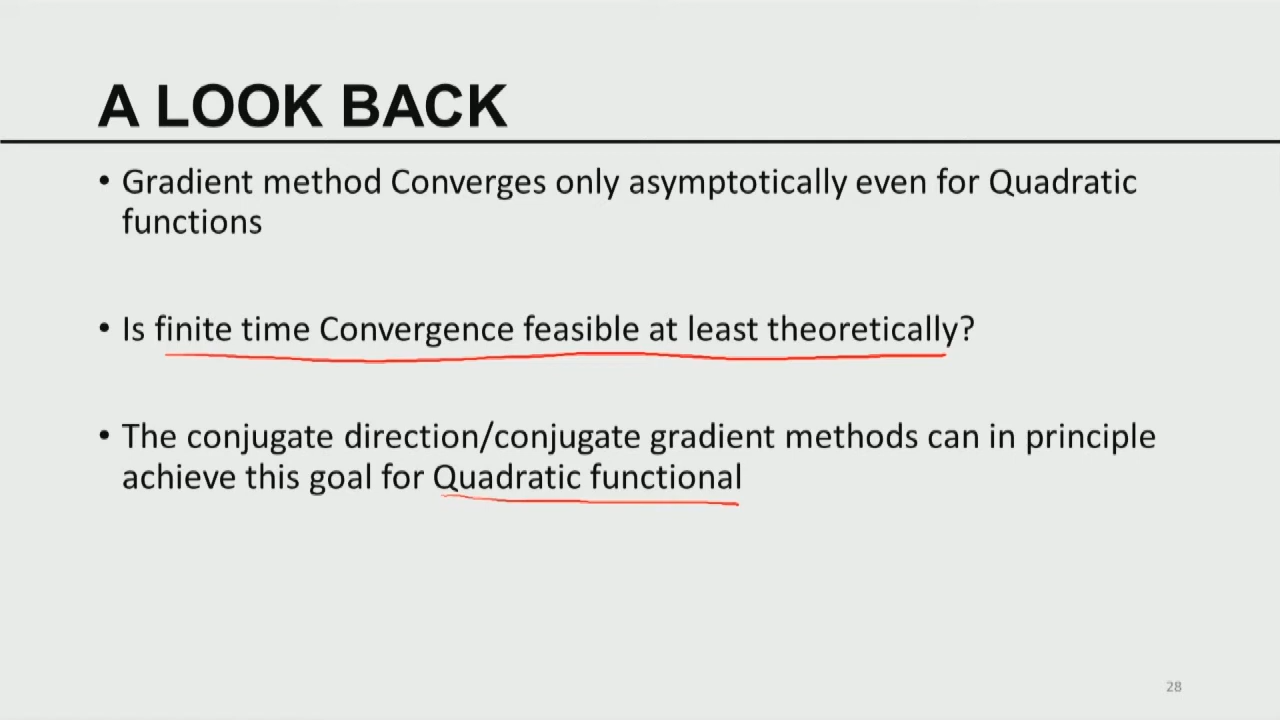 A LOOK BACK
• Gradient method Converges only asymptotically even for Quadratic
functions
• Is finite time Convergence feasible at least theoretically?
• The conjugate direction/conjugate gradient methods can in principle
achieve this goal for Quadratic functional
28